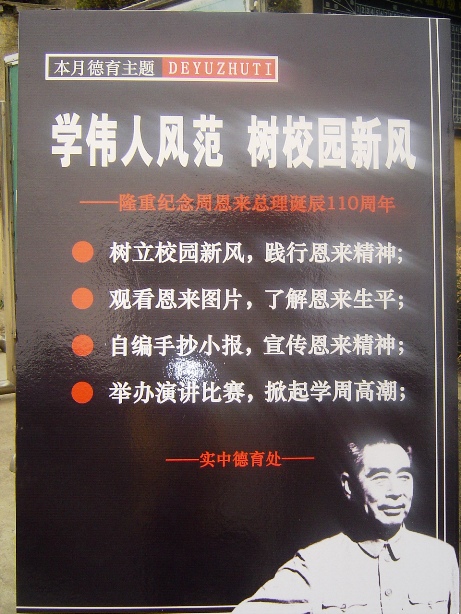 本月德育主题 DEYUZHUTI
学伟人风范 树校园新风
——隆重纪念周恩来总理诞辰110周年
● 树立校园新风，践行恩来精神；
● 观看恩来图片，了解恩来生平；
● 自编手抄小报，宣传恩来精神；
● 举办演讲比赛，掀起学周高潮；
——实中德育处——